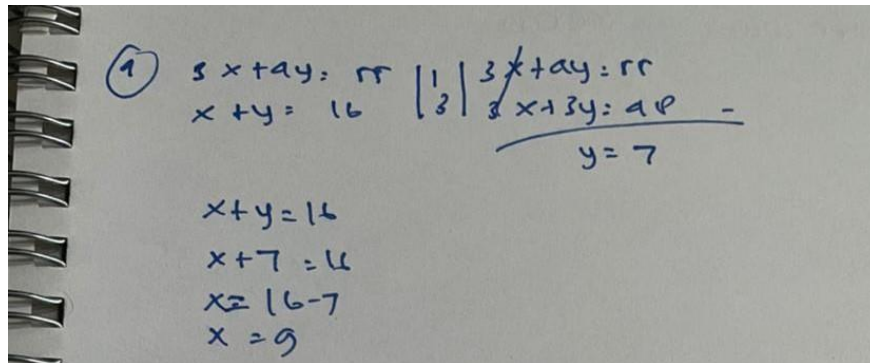 1 3x+4y = 55 | 1 | 3x+4y = 55
x+y = 16 | 3 | 3x+3y = 48 -
y = 7
x+y = 16
x+7 = 16
x = 16-7
x = 9